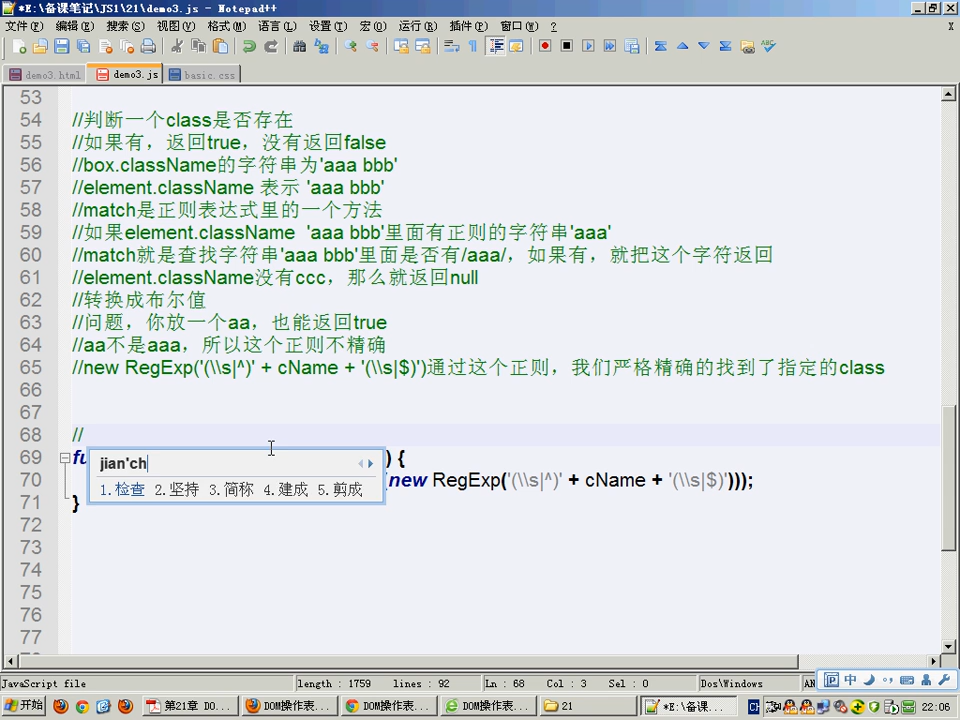 *E:\备课笔记\JS1\21\demo3.js - Notepad++
文件(F) 编辑(E) 搜索(S) 视图(V) 格式(M) 语言(L) 设置(T) 宏(O) 运行(R) 插件(P) 窗口(W) ? X
demo3.html demo3.js basic.css
53
54 //判断一个class是否存在
55 //如果有，返回true，没有返回false
56 //box.className的字符串为'aaa bbb'
57 //element.className 表示 'aaa bbb'
58 //match是正则表达式里的一个方法
59 //如果element.className  'aaa bbb'里面有正则的字符串'aaa'
60 //match就是查找字符串'aaa bbb'里面是否有/aaa/，如果有，就把这个字符返回
61 //element.className没有ccc，那么就返回null
62 //转换成布尔值
63 //问题，你放一个aa，也能返回true
64 //aa不是aaa，所以这个正则不精确
65 //new RegExp('(\\s|^)' + cName + '(\\s|$)')通过这个正则，我们严格精确的找到了指定的class
66
67
68 //
jian'ch
1.检查 2.坚持 3.简称 4.建成 5.剪成
69 fu ) {
70 new RegExp('(\\s|^)' + cName + '(\\s|$)')));
71 }
72
73
74
75
76
77
JavaScript file length : 1759 lines : 92 Ln : 68 Col : 3 Sel : 0 Dos\Windows AN
中
开始 第21章 DO... DOM操作表... DOM操作表... DOM操作表... 21 *E:\备课... 22:06